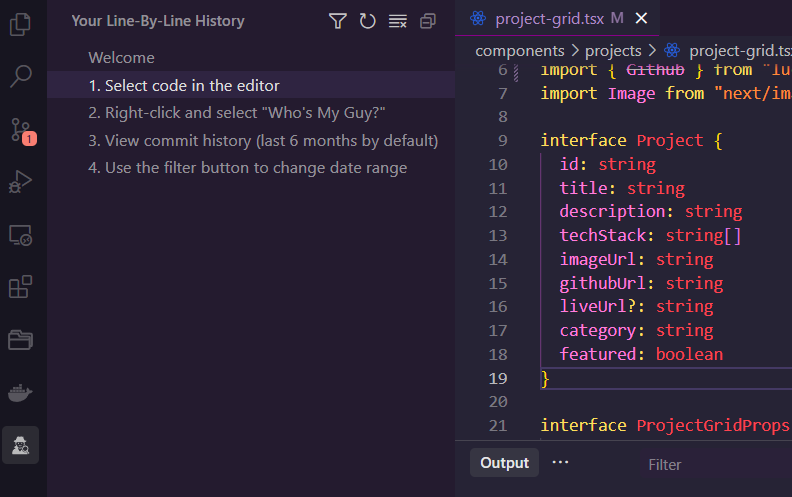 Your Line-By-Line History
Welcome
1. Select code in the editor
2. Right-click and select "Who's My Guy?"
3. View commit history (last 6 months by default)
4. Use the filter button to change date range
1
project-grid.tsx M
components > projects > project-grid.tsx
6 import { Github } from "lu
7 import Image from "next/ima
8
9 interface Project {
10 id: string
11 title: string
12 description: string
13 techStack: string[]
14 imageUrl: string
15 githubUrl: string
16 liveUrl?: string
17 category: string
18 featured: boolean
19 }
20
21 interface ProjectGridProps
Output ··· Filter